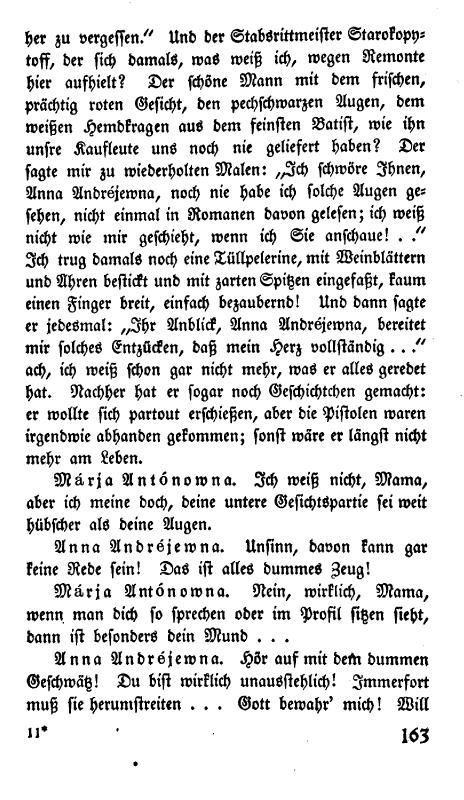 her zu vergessen.“ Und der Stabsrittmeister Starokopy-
toff, der sich damals, was weiß ich, wegen Remonte
hier aufhielt? Der schöne Mann mit dem frischen,
prächtig roten Gesicht, den pechschwarzen Augen, dem
weißen Hemdkragen aus dem feinsten Batist, wie ihn
unsre Kaufleute uns noch nie geliefert haben? Der
sagte mir zu wiederholten Malen: „Ich schwöre Ihnen,
Anna Andréjewna, noch nie habe ich solche Augen ge-
sehen, nicht einmal in Romanen davon gelesen; ich weiß
nicht wie mir geschieht, wenn ich Sie anschaue! . .“
Ich trug damals noch eine Tüllpelerine, mit Weinblättern
und Ahren bestickt und mit zarten Spitzen eingefaßt, kaum
einen Finger breit, einfach bezaubernd! Und dann sagte
er jedesmal: „Ihr Anblick, Anna Andréjewna, bereitet
mir solches Entzücken, daß mein Herz vollständig . . .“
ach, ich weiß schon gar nicht mehr, was er alles geredet
hat. Nachher hat er sogar noch Geschichtchen gemacht:
er wollte sich partout erschießen, aber die Pistolen waren
irgendwie abhanden gekommen; sonst wäre er längst nicht
mehr am Leben.
Márja Antónowna. Ich weiß nicht, Mama,
aber ich meine doch, deine untere Gesichtspartie sei weit
hübscher als deine Augen.
Anna Andréjewna. Unsinn, davon kann gar
keine Rede sein! Das ist alles dummes Zeug!
Márja Antónowna. Nein, wirklich, Mama,
wenn man dich so sprechen oder im Profil sitzen sieht,
dann ist besonders dein Mund . . .
Anna Andréjewna. Hör auf mit dem dummen
Geschwätz! Du bist wirklich unausstehlich! Immerfort
muß sie herumstreiten . . . Gott bewahr’ mich! Will
11* 163